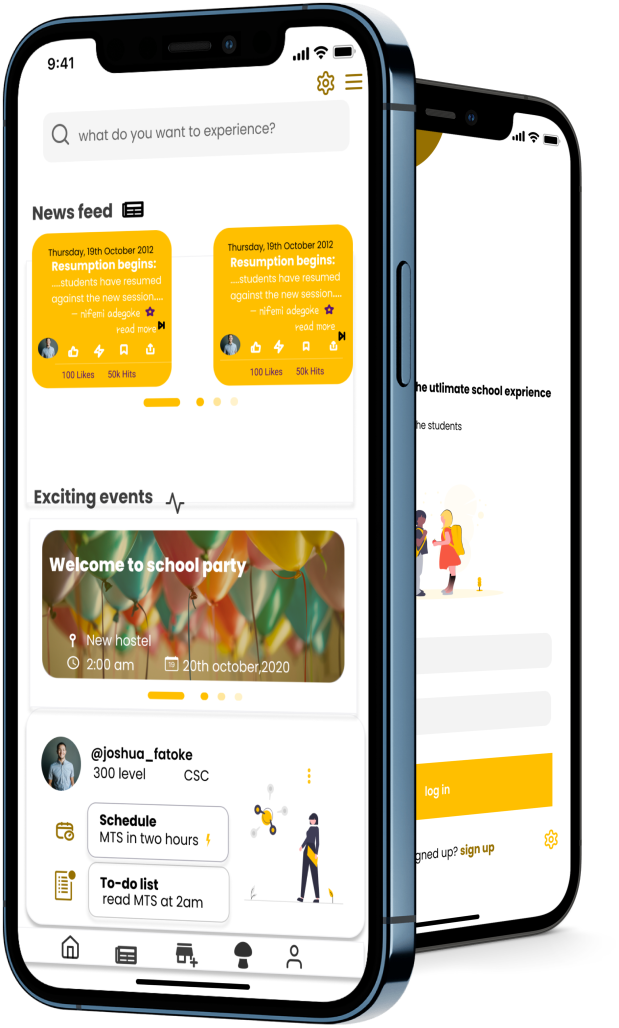 9:41
what do you want to experience?
News feed
Thursday, 19th October 2012
Resumption begins:
....students have resumed
against the new session....
– nifemi adegoke
read more
100 Likes 50k Hits
Thursday, 19th October 2012
Resumption begins:
....students have resumed
against the new session....
– nifemi adegoke
read more
100 Likes 50k Hits
Exciting events
Welcome to school party
New hostel
2:00 am 20th october,2020
@joshua_fatoke
300 level CSC
Schedule
MTS in two hours
To-do list
read MTS at 2am
he utlimate school exprience
he students
log in
gned up? sign up